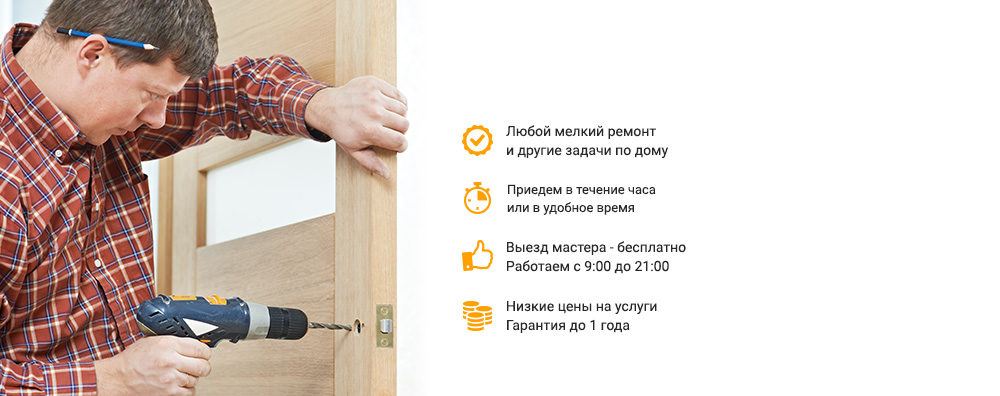 Любой мелкий ремонт
и другие задачи по дому
Приедем в течение часа
или в удобное время
Выезд мастера - бесплатно
Работаем с 9:00 до 21:00
Низкие цены на услуги
Гарантия до 1 года